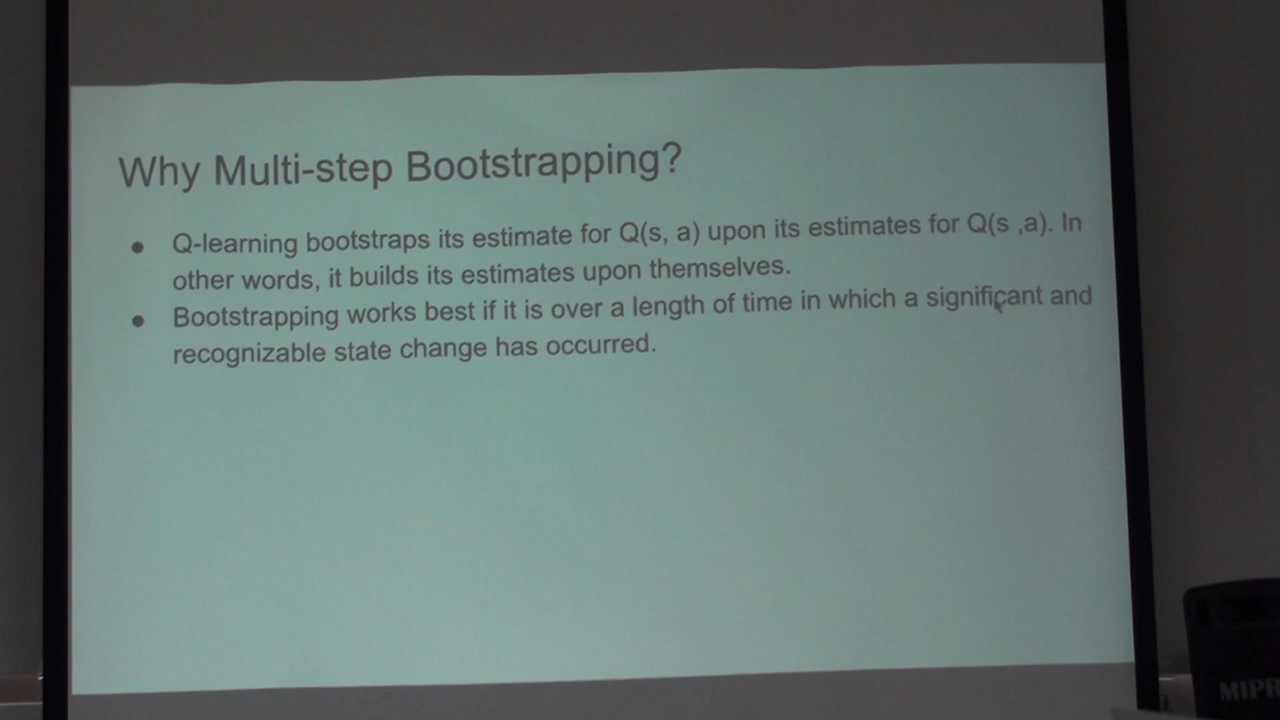 Why Multi-step Bootstrapping?
● Q-learning bootstraps its estimate for Q(s, a) upon its estimates for Q(s ,a). In
other words, it builds its estimates upon themselves.
● Bootstrapping works best if it is over a length of time in which a significant and
recognizable state change has occurred.